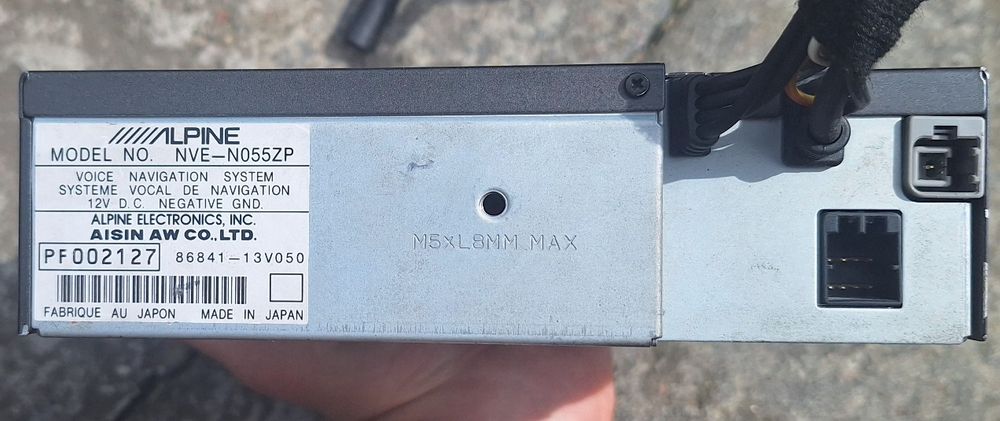 ALPINE
MODEL NO. NVE-N055ZP
VOICE NAVIGATION SYSTEM
SYSTEME VOCAL DE NAVIGATION
12V D.C. NEGATIVE GND.
ALPINE ELECTRONICS, INC.
AISIN AW CO.,LTD.
PF002127 86841-13V050
FABRIQUE AU JAPON MADE IN JAPAN
M5xL8MM MAX